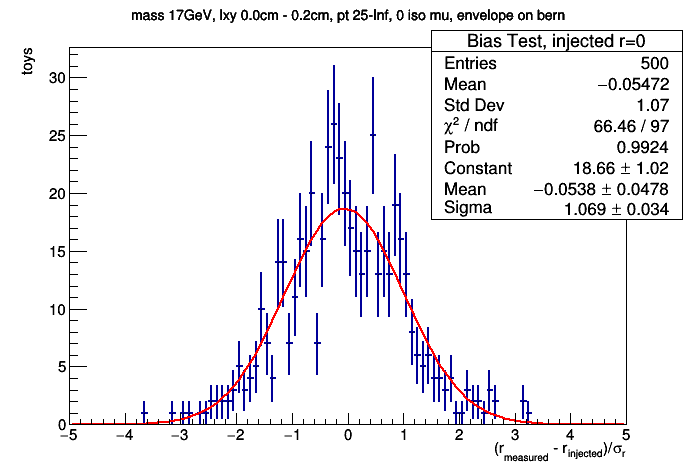 mass 17GeV, lxy 0.0cm - 0.2cm, pt 25-Inf, 0 iso mu, envelope on bern
Bias Test, injected r=0
Entries 500
Mean −0.05472
Std Dev 1.07
χ² / ndf 66.46 / 97
Prob 0.9924
Constant 18.66 ± 1.02
Mean −0.0538 ± 0.0478
Sigma 1.069 ± 0.034
toys
30
25
20
15
10
5
0
−5 −4 −3 −2 −1 0 1 2 3 4 5
(r_measured - r_injected)/σ_r